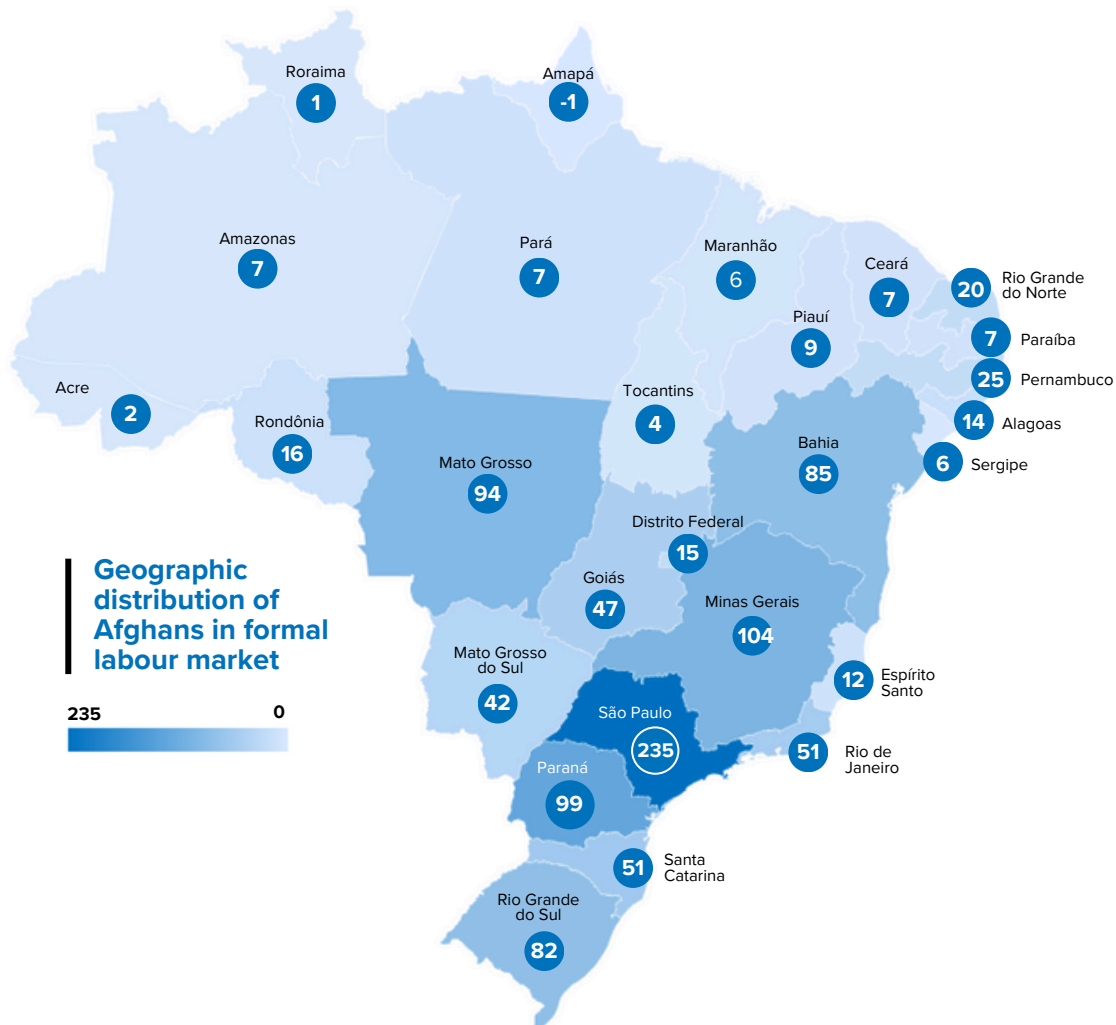 Roraima
1
Amapá
-1
Amazonas
7
Pará
7
Maranhão
6
Ceará
7
Rio Grande
do Norte
20
Piauí
9
Paraíba
7
Pernambuco
25
Acre
2
Rondônia
16
Tocantins
4
Alagoas
14
Bahia
85
Sergipe
6
Mato Grosso
94
Distrito Federal
15
Goiás
47
Minas Gerais
104
Geographic
distribution of
Afghans in formal
labour market
235
0
Mato Grosso
do Sul
42
Espírito
Santo
12
São Paulo
235
Rio de
Janeiro
51
Paraná
99
Santa
Catarina
51
Rio Grande
do Sul
82